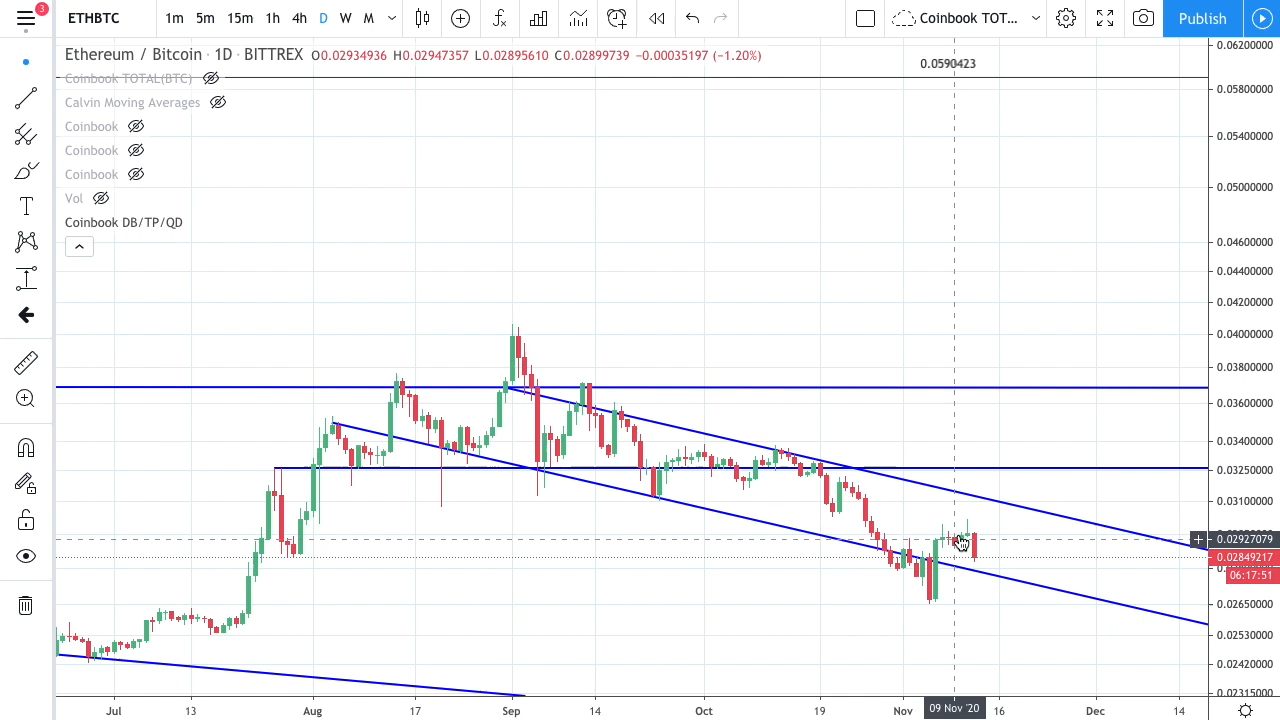 3
ETHBTC 1m 5m 15m 1h 4h D W M Coinbook TOT... Publish
Ethereum / Bitcoin · 1D · BITTREX O0.02934936 H0.02947357 L0.02895610 C0.02899739 −0.00035197 (−1.20%)
Coinbook TOTAL(BTC)
Calvin Moving Averages
Coinbook
Coinbook
Coinbook
Vol
Coinbook DB/TP/QD
0.0590423
0.06200000
0.05800000
0.05400000
0.05000000
0.04600000
0.04400000
0.04200000
0.04000000
0.03800000
0.03600000
0.03400000
0.03250000
0.03100000
0.02927079
0.02849217
06:17:51
0.02650000
0.02530000
0.02420000
0.02315000
Jul 13 Aug 17 Sep 14 Oct 19 Nov 09 Nov '20 16 Dec 14